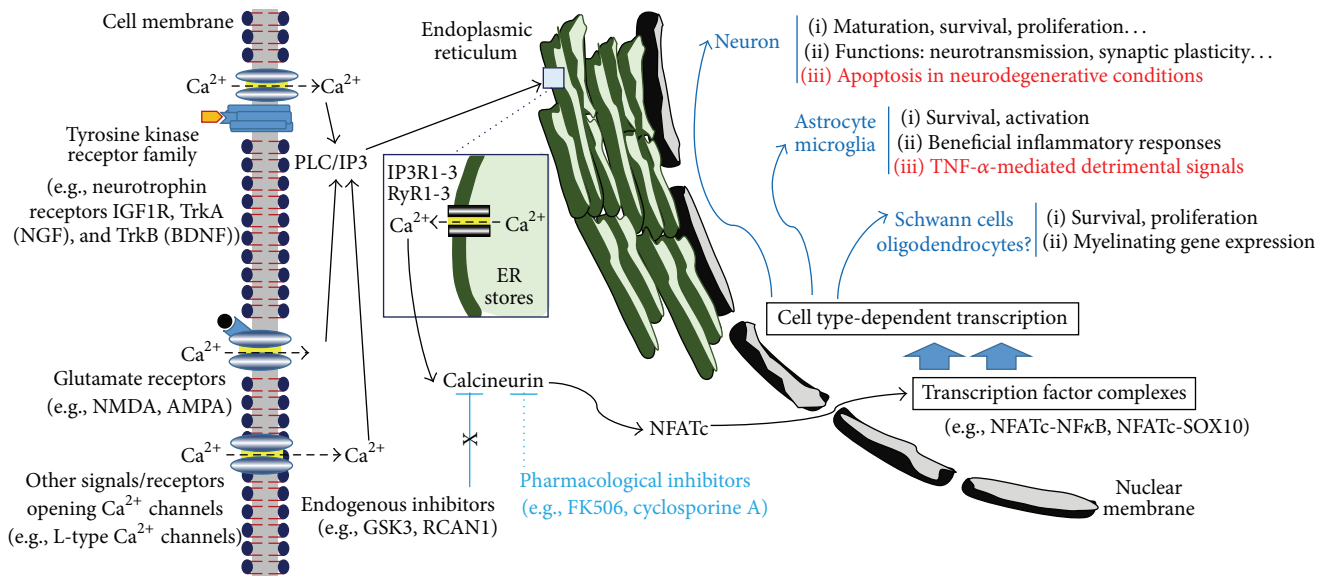 Cell membrane
Ca²⁺
Ca²⁺
Tyrosine kinase
receptor family
(e.g., neurotrophin
receptors IGF1R, TrkA
(NGF), and TrkB (BDNF))
Ca²⁺
Glutamate receptors
(e.g., NMDA, AMPA)
Ca²⁺
Ca²⁺
Other signals/receptors
opening Ca²⁺ channels
(e.g., L-type Ca²⁺ channels)
PLC/IP3
Endoplasmic
reticulum
IP3R1-3
RyR1-3
Ca²⁺
Ca²⁺
ER
stores
Calcineurin
X
Endogenous inhibitors
(e.g., GSK3, RCAN1)
Pharmacological inhibitors
(e.g., FK506, cyclosporine A)
NFATc
Neuron
(i) Maturation, survival, proliferation…
(ii) Functions: neurotransmission, synaptic plasticity…
(iii) Apoptosis in neurodegenerative conditions
Astrocyte
microglia
(i) Survival, activation
(ii) Beneficial inflammatory responses
(iii) TNF-α-mediated detrimental signals
Schwann cells
oligodendrocytes?
(i) Survival, proliferation
(ii) Myelinating gene expression
Cell type-dependent transcription
Transcription factor complexes
(e.g., NFATc-NFκB, NFATc-SOX10)
Nuclear
membrane